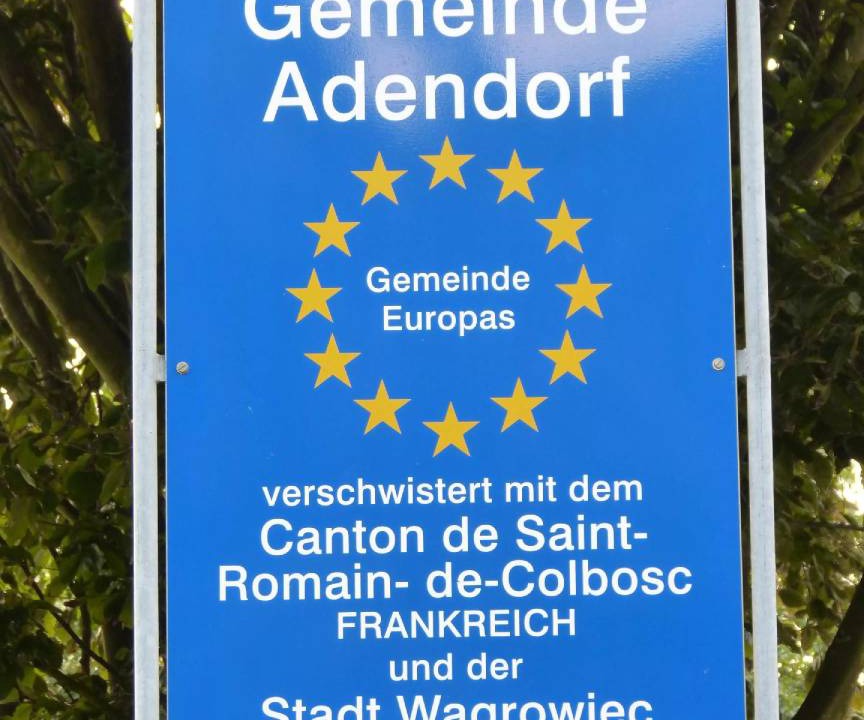 Gemeinde
Adendorf
Gemeinde
Europas
verschwistert mit dem
Canton de Saint-
Romain- de-Colbosc
FRANKREICH
und der
Stadt Wagrowiec